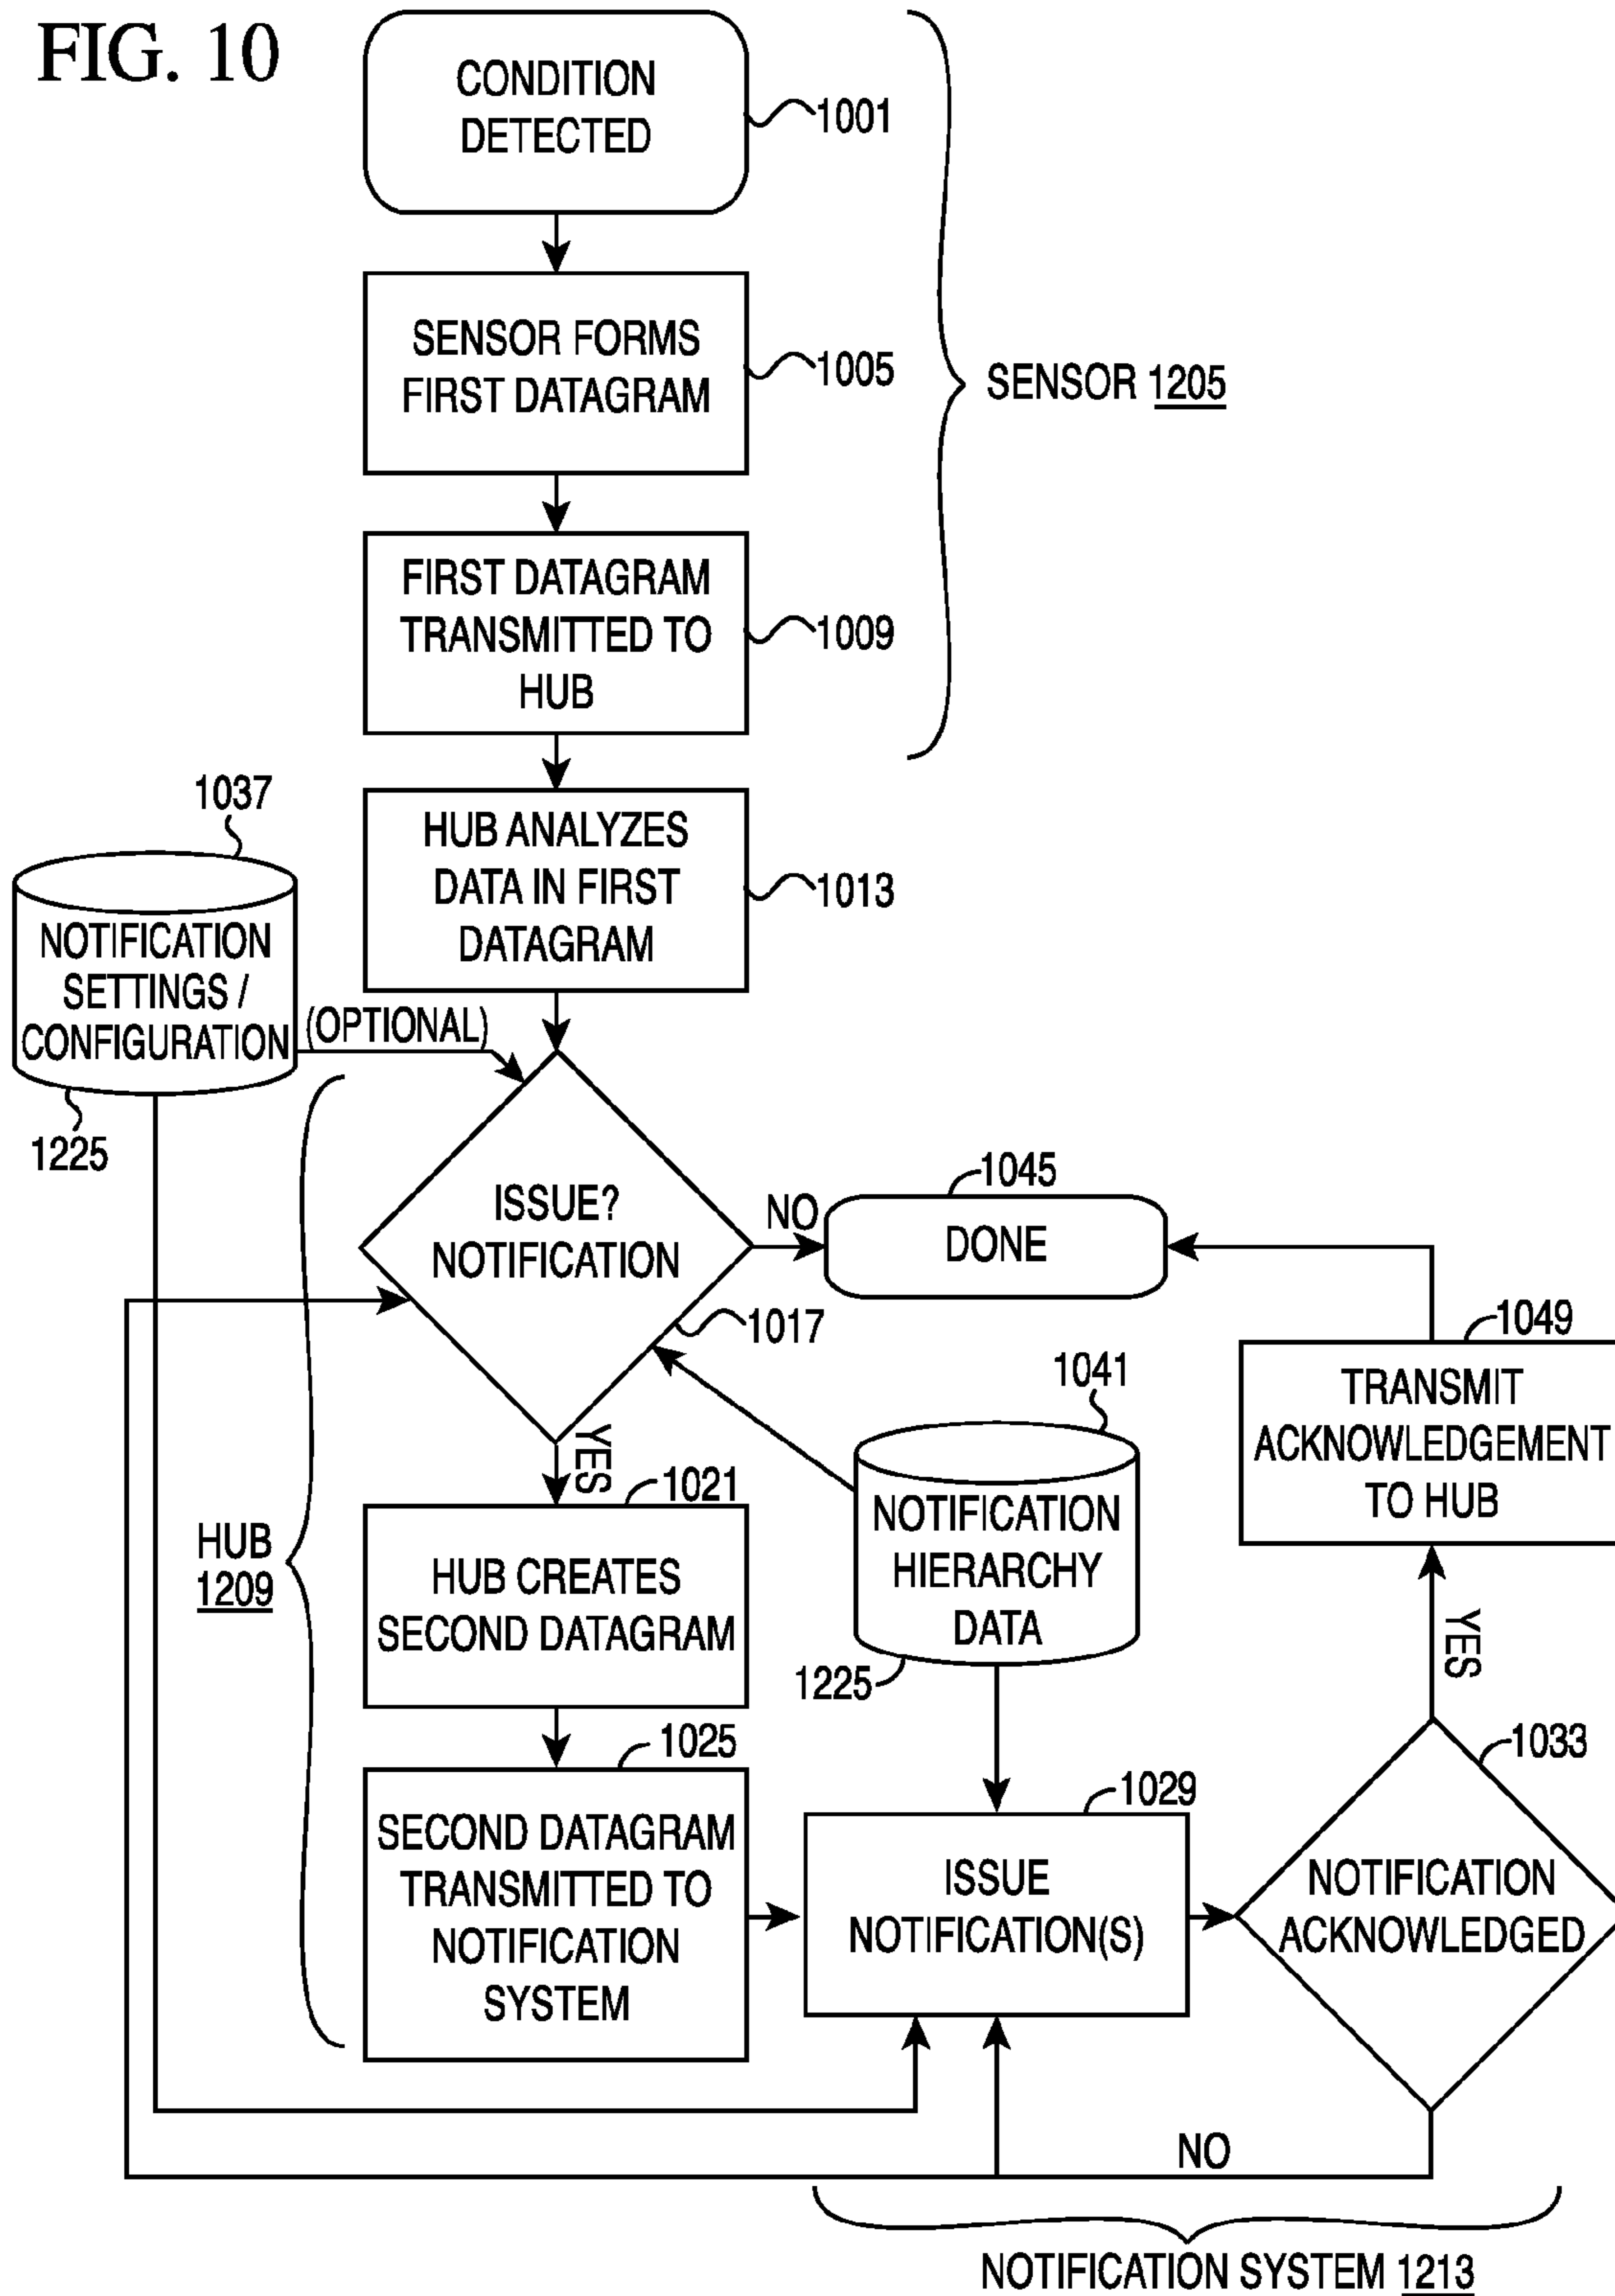 FIG. 10
CONDITION
DETECTED
1001
SENSOR FORMS
FIRST DATAGRAM
1005
SENSOR 1205
FIRST DATAGRAM
TRANSMITTED TO
HUB
1009
1037
HUB ANALYZES
DATA IN FIRST
DATAGRAM
1013
NOTIFICATION
SETTINGS /
CONFIGURATION
(OPTIONAL)
1225
ISSUE?
NOTIFICATION
NO
1045
DONE
1017
1049
TRANSMIT
ACKNOWLEDGEMENT
TO HUB
1041
YES
1021
NOTIFICATION
HIERARCHY
DATA
1225
HUB
1209
HUB CREATES
SECOND DATAGRAM
YES
1025
1033
SECOND DATAGRAM
TRANSMITTED TO
NOTIFICATION
SYSTEM
1029
ISSUE
NOTIFICATION(S)
NOTIFICATION
ACKNOWLEDGED
NO
NOTIFICATION SYSTEM 1213